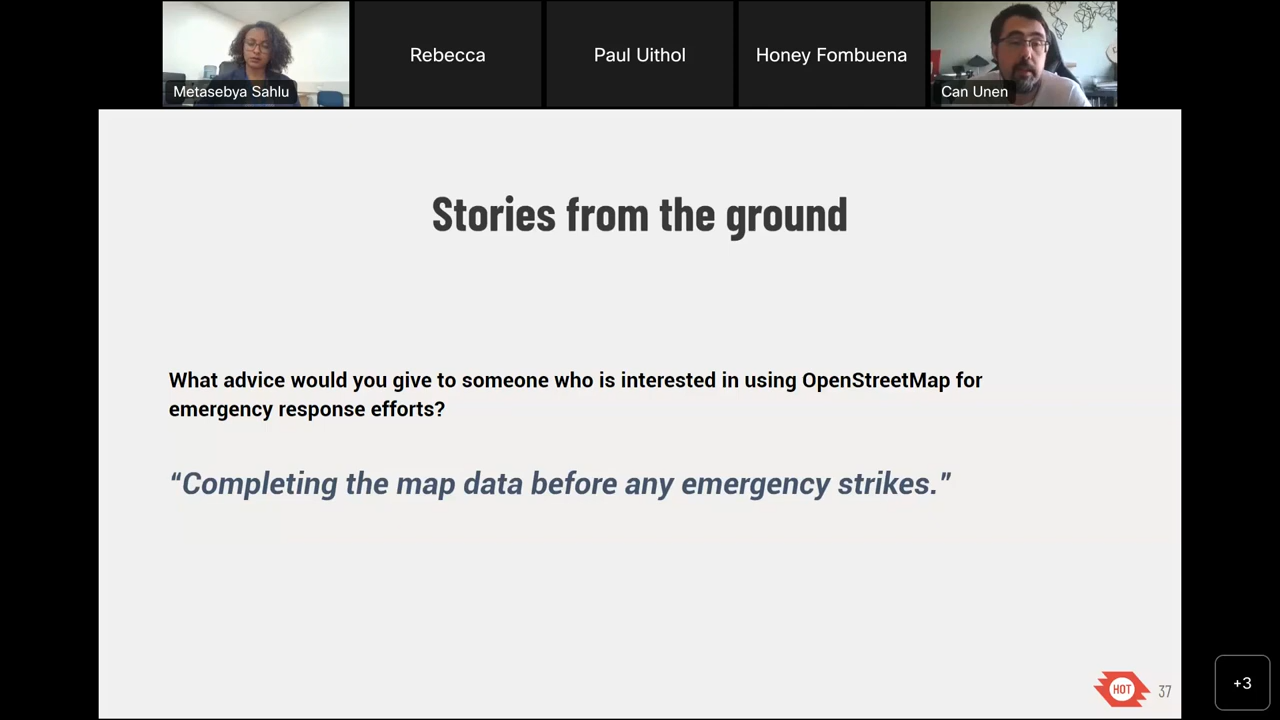 Metasebya Sahlu
Rebecca
Paul Uithol
Honey Fombuena
Can Unen
Stories from the ground
What advice would you give to someone who is interested in using OpenStreetMap for
emergency response efforts?
“Completing the map data before any emergency strikes.”
HOT
37
+3